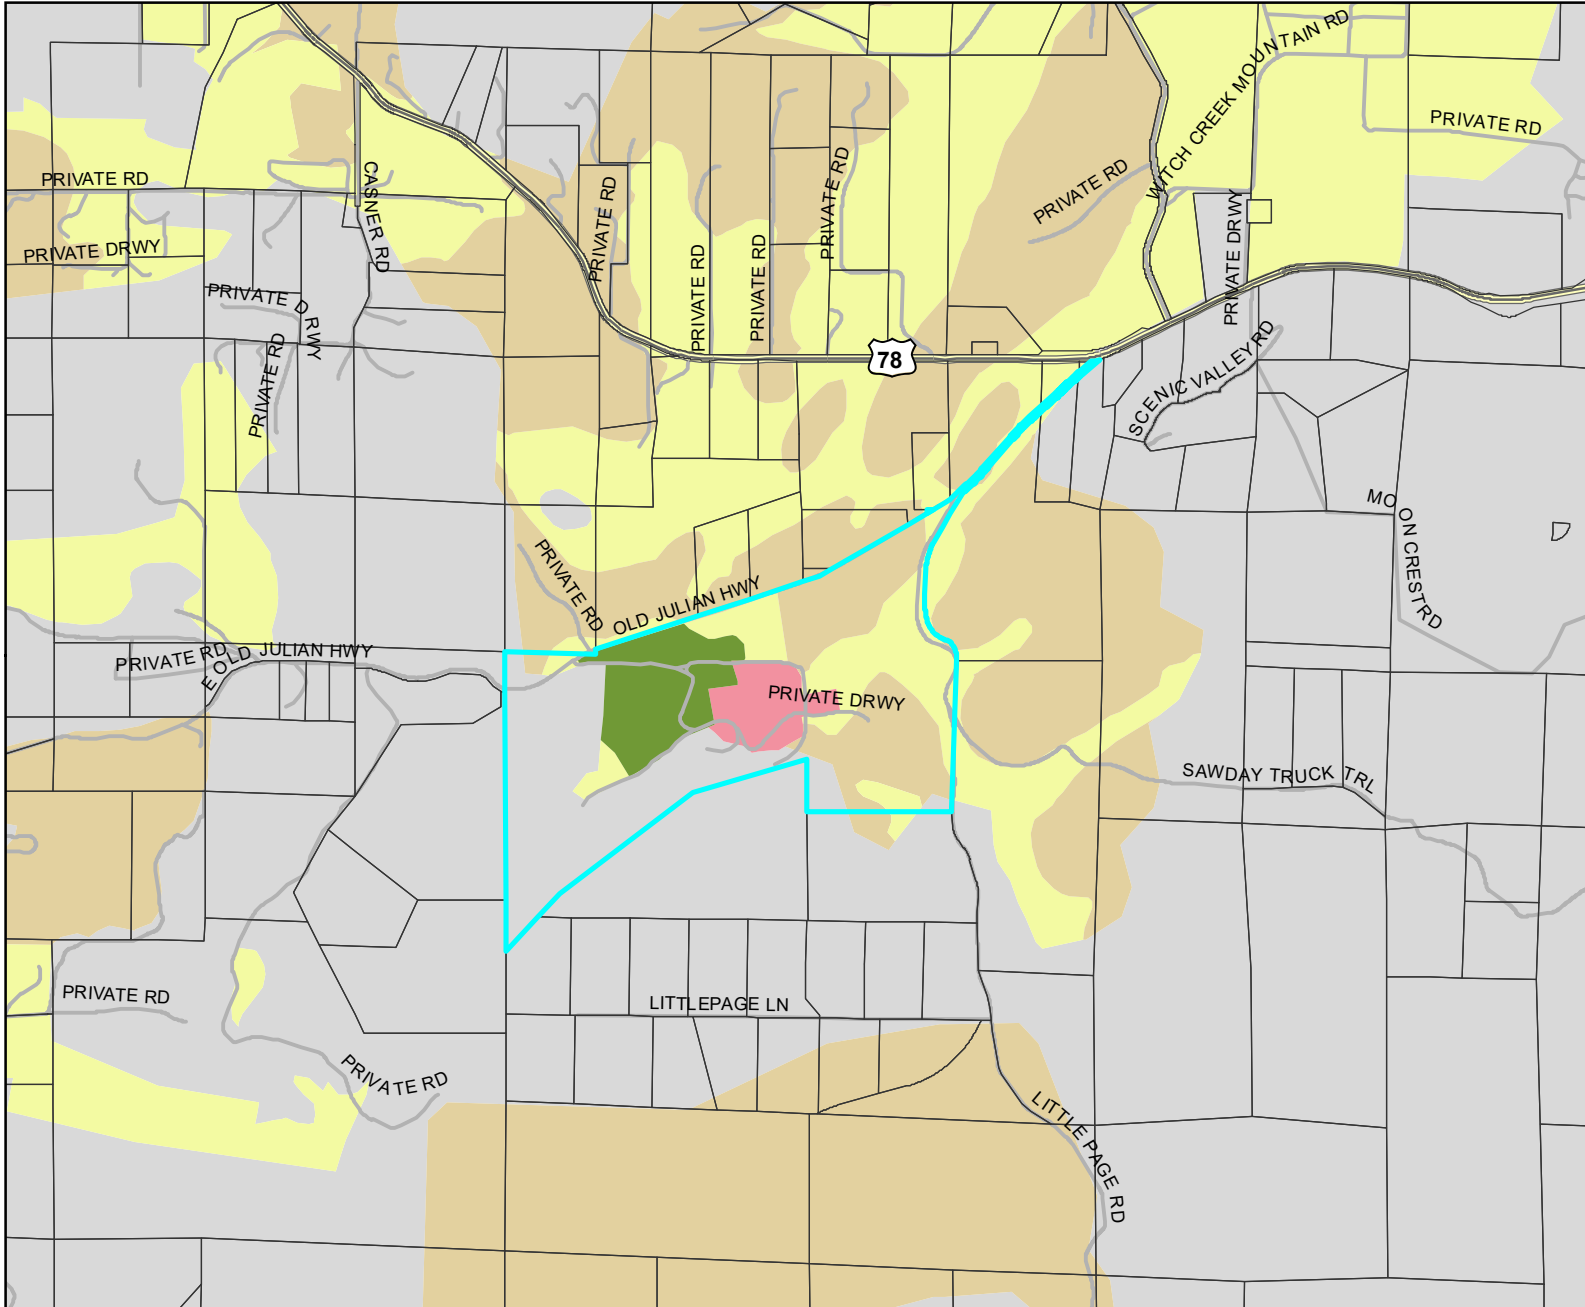 WITCH CREEK MOUNTAIN RD
PRIVATE RD
PRIVATE RD
CASNER RD
PRIVATE RD
PRIVATE RD
PRIVATE RD
PRIVATE DRWY
PRIVATE DRWY
PRIVATE RD
PRIVATE RD
PRIVATE DRWY
PRIVATE RD
78
SCENIC VALLEY RD
MOON CREST RD
PRIVATE RD
OLD JULIAN HWY
E OLD JULIAN HWY
PRIVATE RD
PRIVATE DRWY
SAWDAY TRUCK TRL
PRIVATE RD
LITTLEPAGE LN
PRIVATE RD
LITTLE PAGE RD